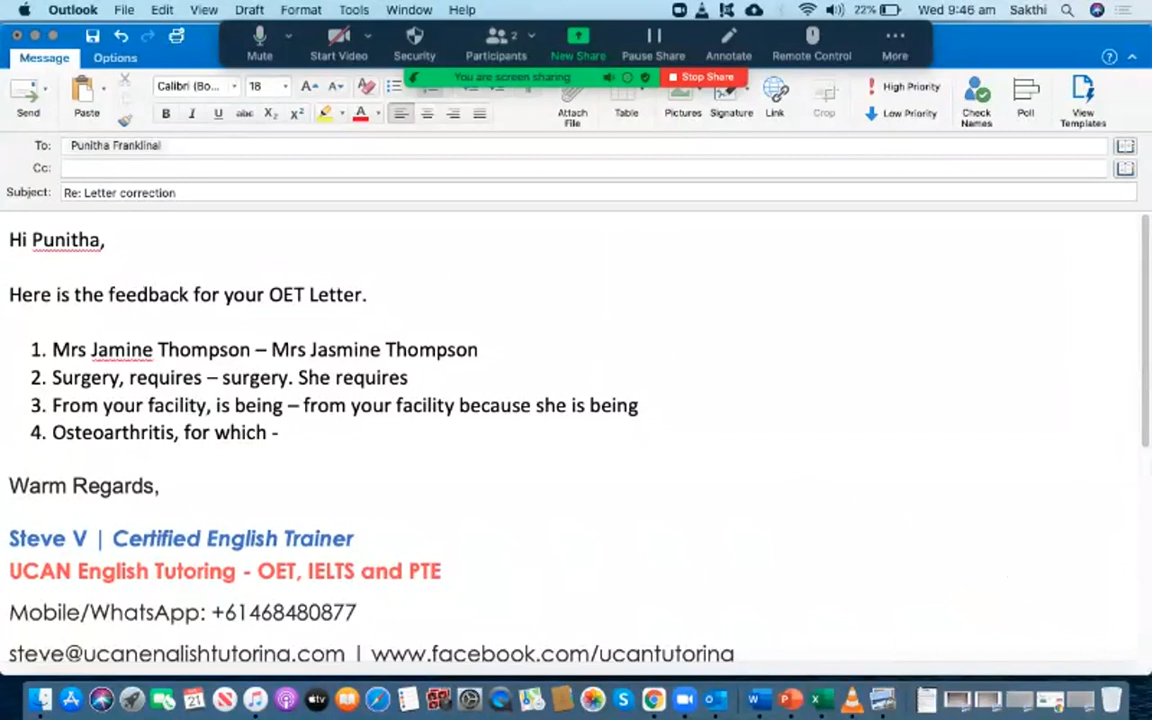 Outlook File Edit View Draft Format Tools Window Help 22% Wed 9:46 am Sakthi
Mute Start Video Security Participants 2 New Share Pause Share Annotate Remote Control More
Message Options
You are screen sharing Stop Share
Send Paste Calibri (Bo... 18 A A
B I U abc X₂ X² A
Attach File Table Pictures Signature Link Crop High Priority Low Priority Check Names Poll View Templates
To: Punitha Franklinal
Cc:
Subject: Re: Letter correction
Hi Punitha,
Here is the feedback for your OET Letter.
1. Mrs Jamine Thompson – Mrs Jasmine Thompson
2. Surgery, requires – surgery. She requires
3. From your facility, is being – from your facility because she is being
4. Osteoarthritis, for which -
Warm Regards,
Steve V | Certified English Trainer
UCAN English Tutoring - OET, IELTS and PTE
Mobile/WhatsApp: +61468480877
steve@ucanenglishtutoring.com | www.facebook.com/ucantutoring